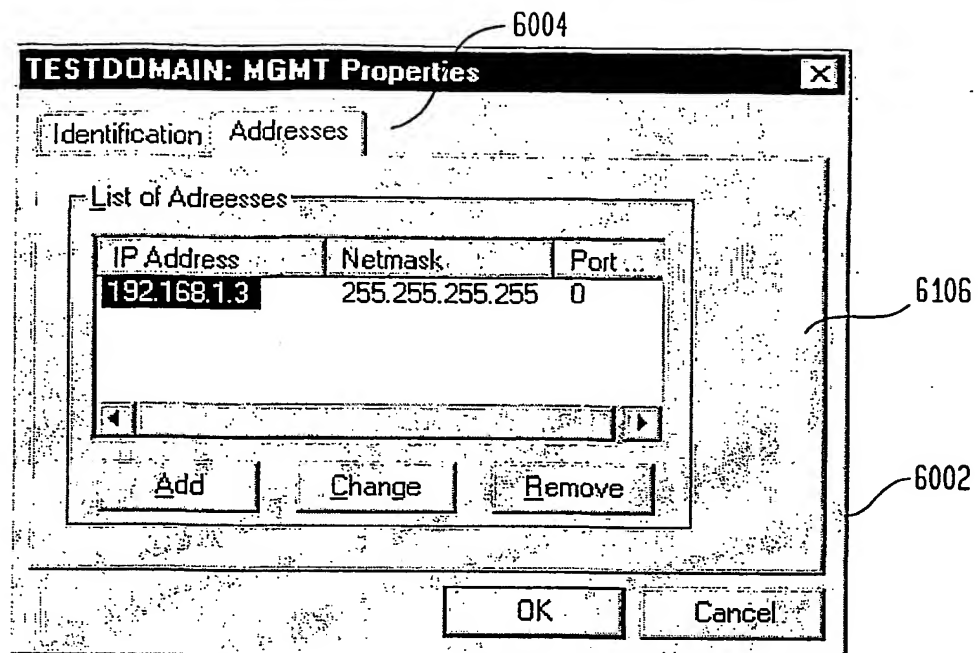 6004
TESTDOMAIN: MGMT Properties
Identification Addresses
List of Adreesses
IP Address Netmask Port ...
192.168.1.3 255.255.255.255 0
6106
Add Change Remove
6002
OK Cancel